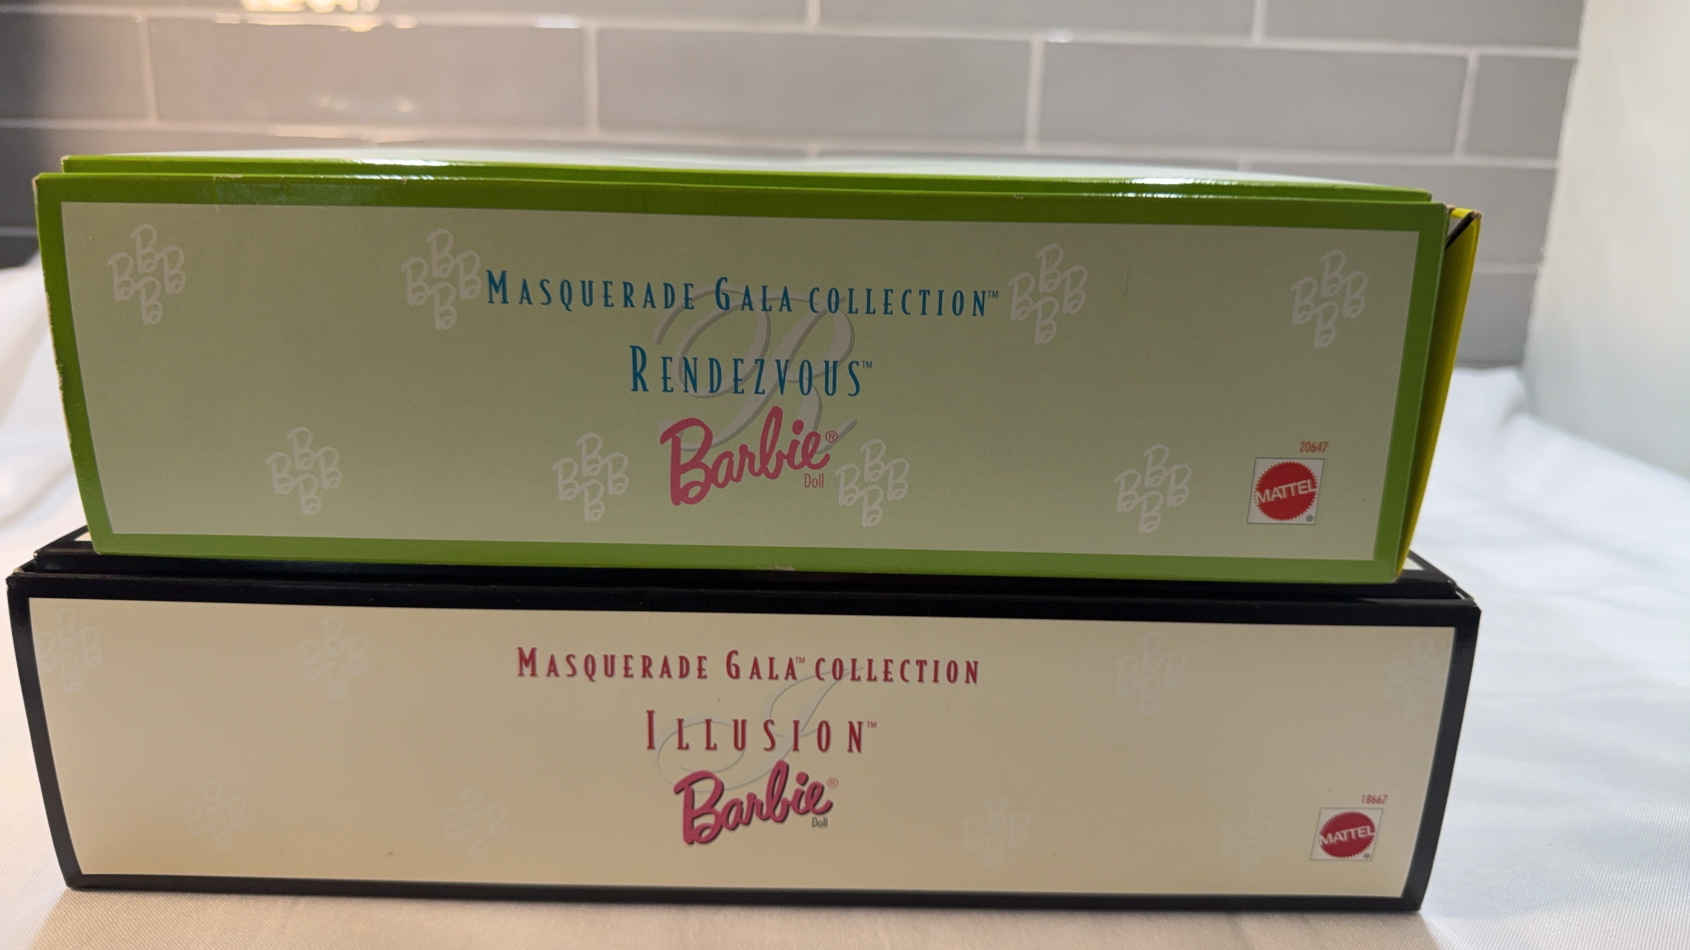 MASQUERADE GALA COLLECTION™
RENDEZVOUS™
Barbie®
Doll
20647
MATTEL®
MASQUERADE GALA™ COLLECTION
ILLUSION™
Barbie®
Doll
18667
MATTEL®